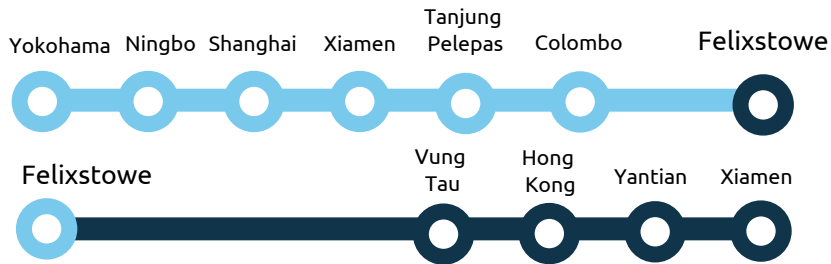 Yokohama
Ningbo
Shanghai
Xiamen
Tanjung
Pelepas
Colombo
Felixstowe
Felixstowe
Vung
Tau
Hong
Kong
Yantian
Xiamen